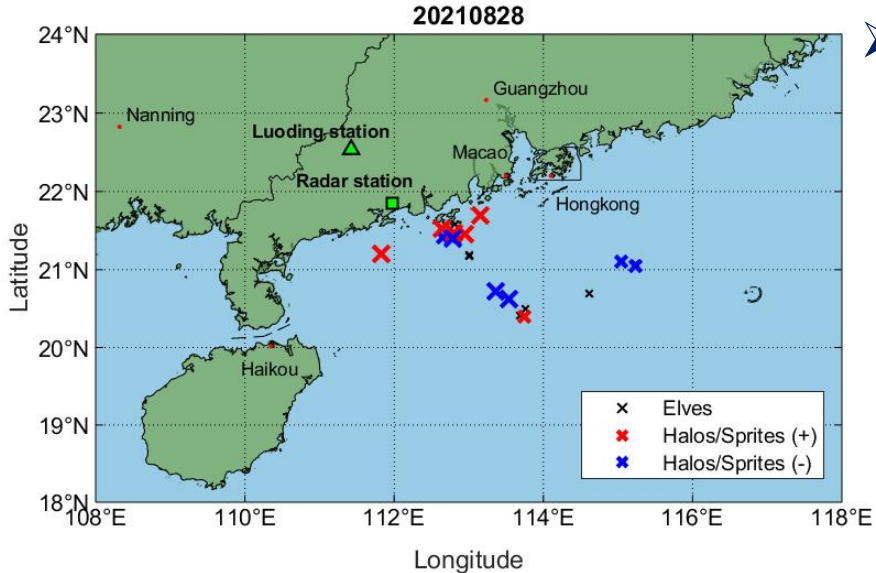 20210828
24°N
23°N
22°N
21°N
20°N
19°N
18°N
Latitude
Nanning
Guangzhou
Luoding station
Macao
Radar station
Hongkong
Haikou
Elves
Halos/Sprites (+)
Halos/Sprites (-)
108°E 110°E 112°E 114°E 116°E 118°E
Longitude